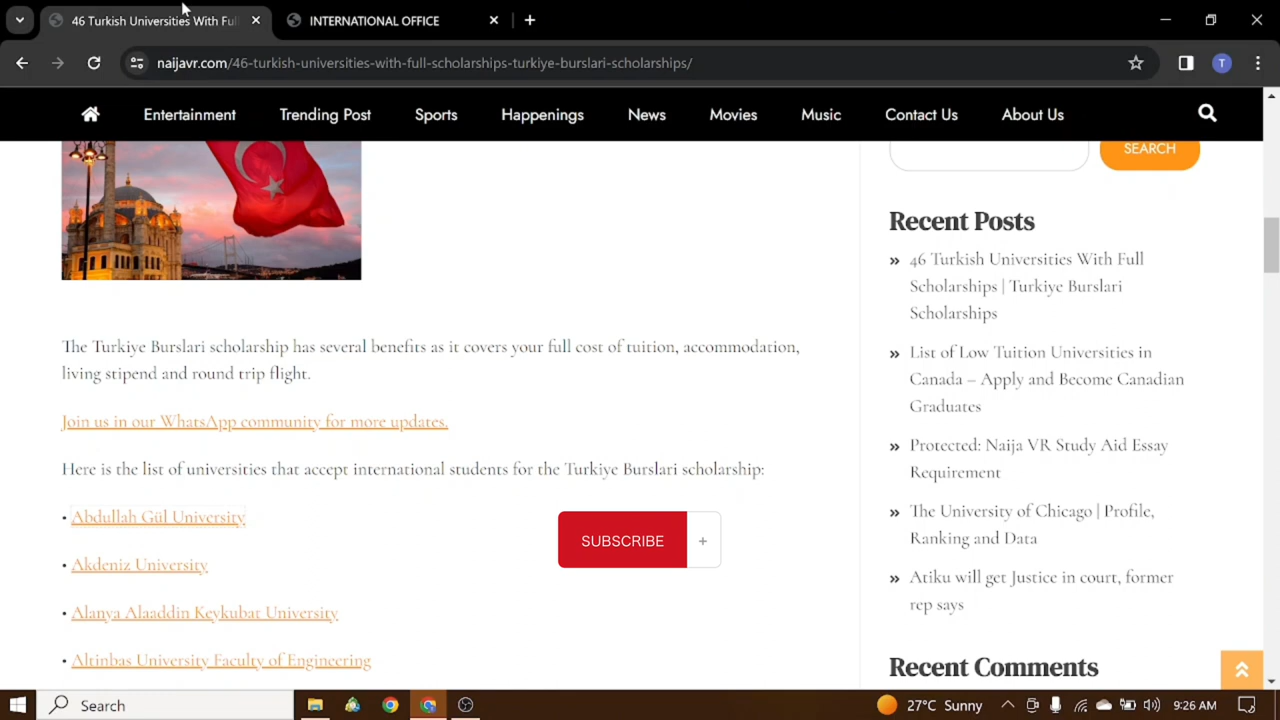 46 Turkish Universities With Full
INTERNATIONAL OFFICE
naijavr.com/46-turkish-universities-with-full-scholarships-turkiye-burslari-scholarships/
T
Entertainment Trending Post Sports Happenings News Movies Music Contact Us About Us
SEARCH
The Turkiye Burslari scholarship has several benefits as it covers your full cost of tuition, accommodation,
living stipend and round trip flight.
Join us in our WhatsApp community for more updates.
Here is the list of universities that accept international students for the Turkiye Burslari scholarship:
• Abdullah Gül University
• Akdeniz University
• Alanya Alaaddin Keykubat University
• Altinbas University Faculty of Engineering
SUBSCRIBE +
Recent Posts
» 46 Turkish Universities With Full
Scholarships | Turkiye Burslari
Scholarships
» List of Low Tuition Universities in
Canada – Apply and Become Canadian
Graduates
» Protected: Naija VR Study Aid Essay
Requirement
» The University of Chicago | Profile,
Ranking and Data
» Atiku will get Justice in court, former
rep says
Recent Comments
Search
27°C Sunny
9:26 AM